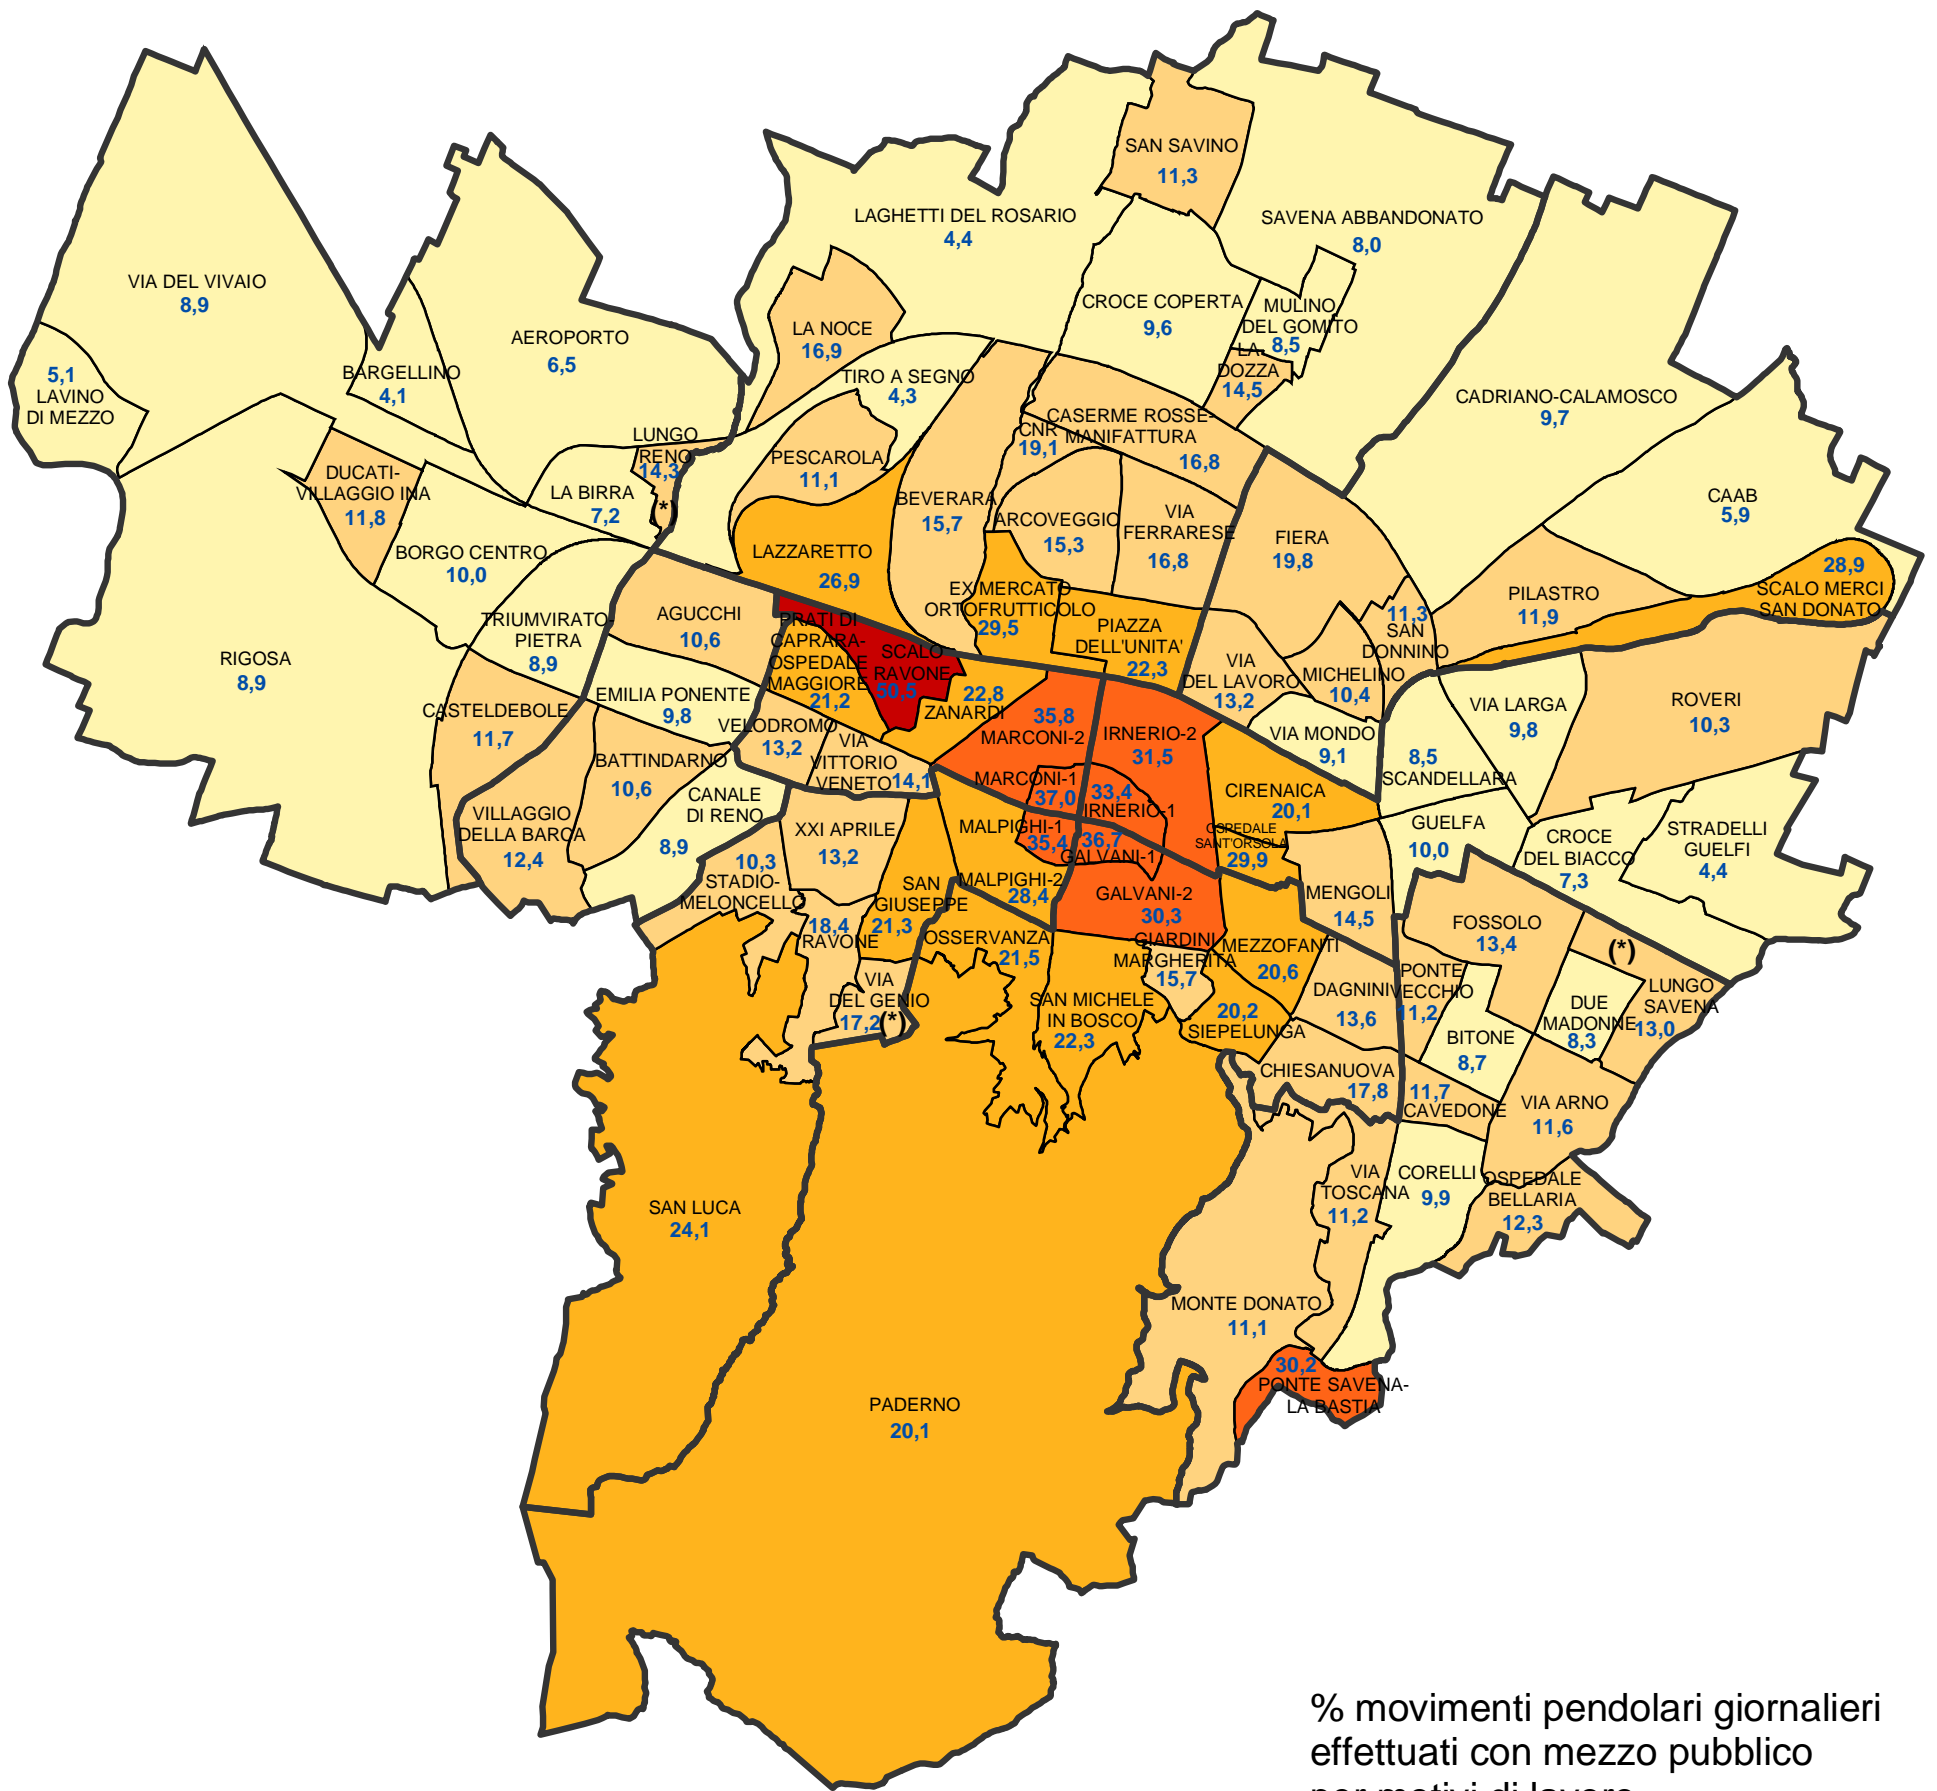 SAN SAVINO
11,3
LAGHETTI DEL ROSARIO
4,4
SAVENA ABBANDONATO
8,0
VIA DEL VIVAIO
8,9
CROCE COPERTA
9,6
MULINO
DEL GOMITO
8,5
LA NOCE
16,9
AEROPORTO
6,5
LA
DOZZA
14,5
5,1
LAVINO
DI MEZZO
BARGELLINO
4,1
TIRO A SEGNO
4,3
CADRIANO-CALAMOSCO
9,7
CASERME ROSSE-
MANIFATTURA
16,8
CNR
19,1
LUNGO
RENO
14,3
(*)
PESCAROLA
11,1
DUCATI-
VILLAGGIO INA
11,8
LA BIRRA
7,2
BEVERARA
15,7
ARCOVEGGIO
15,3
VIA
FERRARESE
16,8
FIERA
19,8
CAAB
5,9
BORGO CENTRO
10,0
LAZZARETTO
26,9
28,9
SCALO MERCI
SAN DONATO
EX MERCATO
ORTOFRUTTICOLO
29,5
PILASTRO
11,9
TRIUMVIRATO-
PIETRA
8,9
AGUCCHI
10,6
PRATI DI
CAPRARA-
OSPEDALE
MAGGIORE
21,2
PIAZZA
DELL'UNITA'
22,3
11,3
SAN
DONNINO
RIGOSA
8,9
SCALO
RAVONE
50,5
VIA
DEL LAVORO
13,2
MICHELINO
10,4
EMILIA PONENTE
9,8
22,8
ZANARDI
ROVERI
10,3
VIA LARGA
9,8
CASTELDEBOLE
11,7
VELODROMO
13,2
35,8
MARCONI-2
IRNERIO-2
31,5
VIA MONDO
9,1
8,5
SCANDELLARA
BATTINDARNO
10,6
VIA
VITTORIO
VENETO
14,1
MARCONI-1
37,0
33,4
IRNERIO-1
CIRENAICA
20,1
CANALE
DI RENO
8,9
VILLAGGIO
DELLA BARCA
12,4
XXI APRILE
13,2
MALPIGHI-1
35,4
36,7
GALVANI-1
OSPEDALE
SANT'ORSOLA
29,9
GUELFA
10,0
CROCE
DEL BIACCO
7,3
STRADELLI
GUELFI
4,4
10,3
STADIO-
MELONCELLO
SAN
GIUSEPPE
21,3
MALPIGHI-2
28,4
GALVANI-2
30,3
MENGOLI
14,5
18,4
RAVONE
OSSERVANZA
21,5
GIARDINI
MARGHERITA
15,7
MEZZOFANTI
20,6
FOSSOLO
13,4
(*)
VIA
DEL GENIO
17,2
(*)
SAN MICHELE
IN BOSCO
22,3
20,2
SIEPELUNGA
DAGNINI
13,6
PONTE
VECCHIO
11,2
DUE
MADONNE
8,3
LUNGO
SAVENA
13,0
BITONE
8,7
CHIESANUOVA
17,8
11,7
CAVEDONE
VIA ARNO
11,6
SAN LUCA
24,1
VIA
TOSCANA
11,2
CORELLI
9,9
OSPEDALE
BELLARIA
12,3
MONTE DONATO
11,1
30,2
PONTE SAVENA-
LA BASTIA
PADERNO
20,1
% movimenti pendolari giornalieri
effettuati con mezzo pubblico
per motivi di lavoro